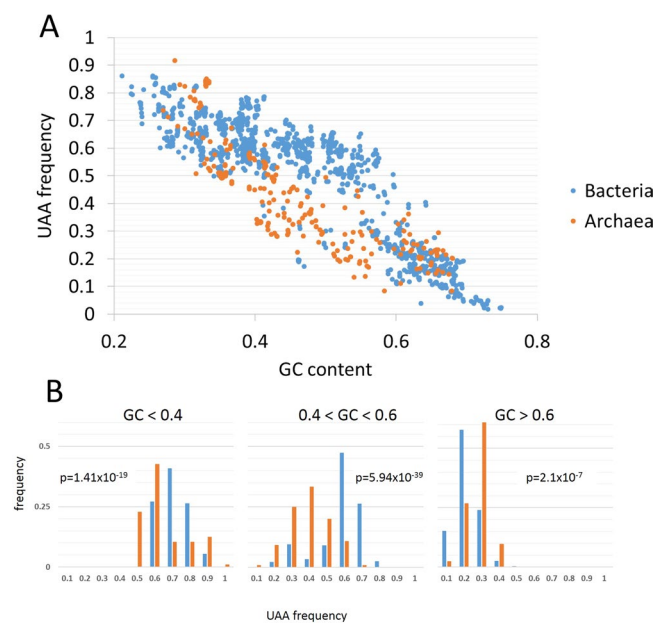 A
1
0.9
0.8
0.7
0.6
0.5
0.4
0.3
0.2
0.1
0
UAA frequency
0.2 0.4 0.6 0.8
GC content
Bacteria
Archaea
B
GC < 0.4 0.4 < GC < 0.6 GC > 0.6
0.5
0.25
0
frequency
p=1.41x10⁻¹⁹ p=5.94x10⁻³⁹ p=2.1x10⁻⁷
0.1 0.2 0.3 0.4 0.5 0.6 0.7 0.8 0.9 1 0.1 0.2 0.3 0.4 0.5 0.6 0.7 0.8 0.9 1 0.1 0.2 0.3 0.4 0.5 0.6 0.7 0.8 0.9 1
UAA frequency